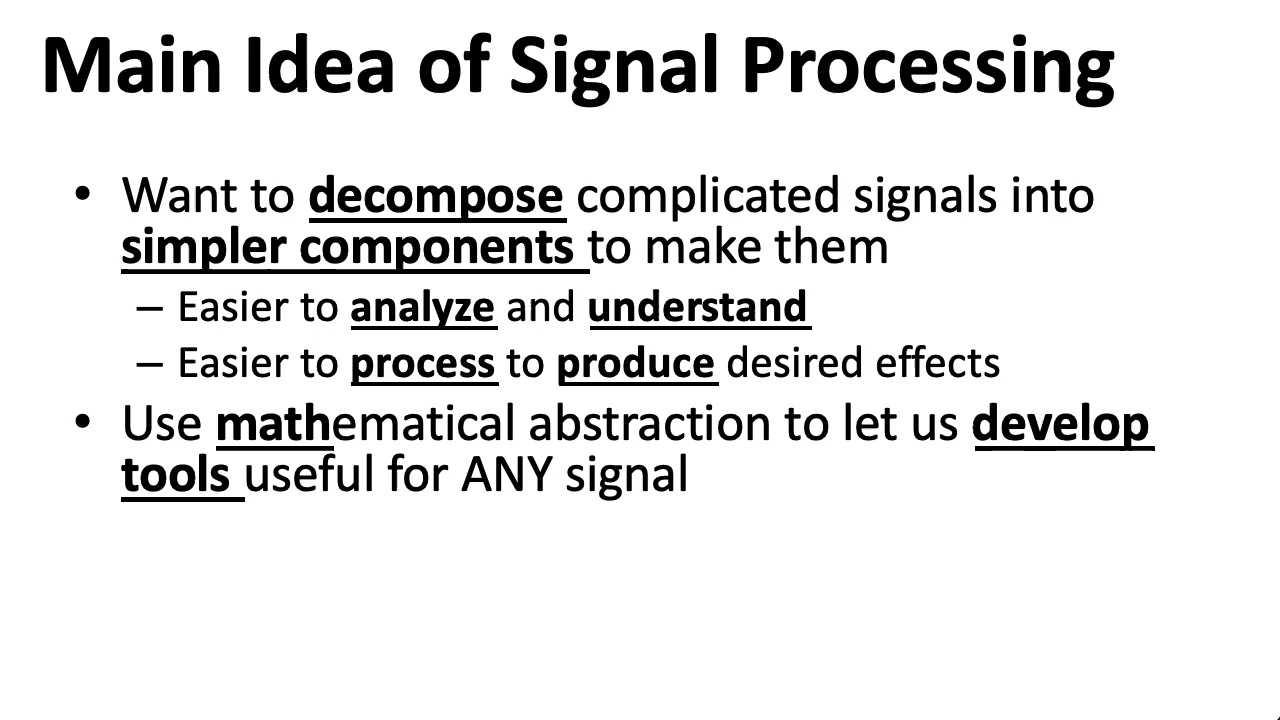 Main Idea of Signal Processing
• Want to decompose complicated signals into
simpler components to make them
– Easier to analyze and understand
– Easier to process to produce desired effects
• Use mathematical abstraction to let us develop
tools useful for ANY signal